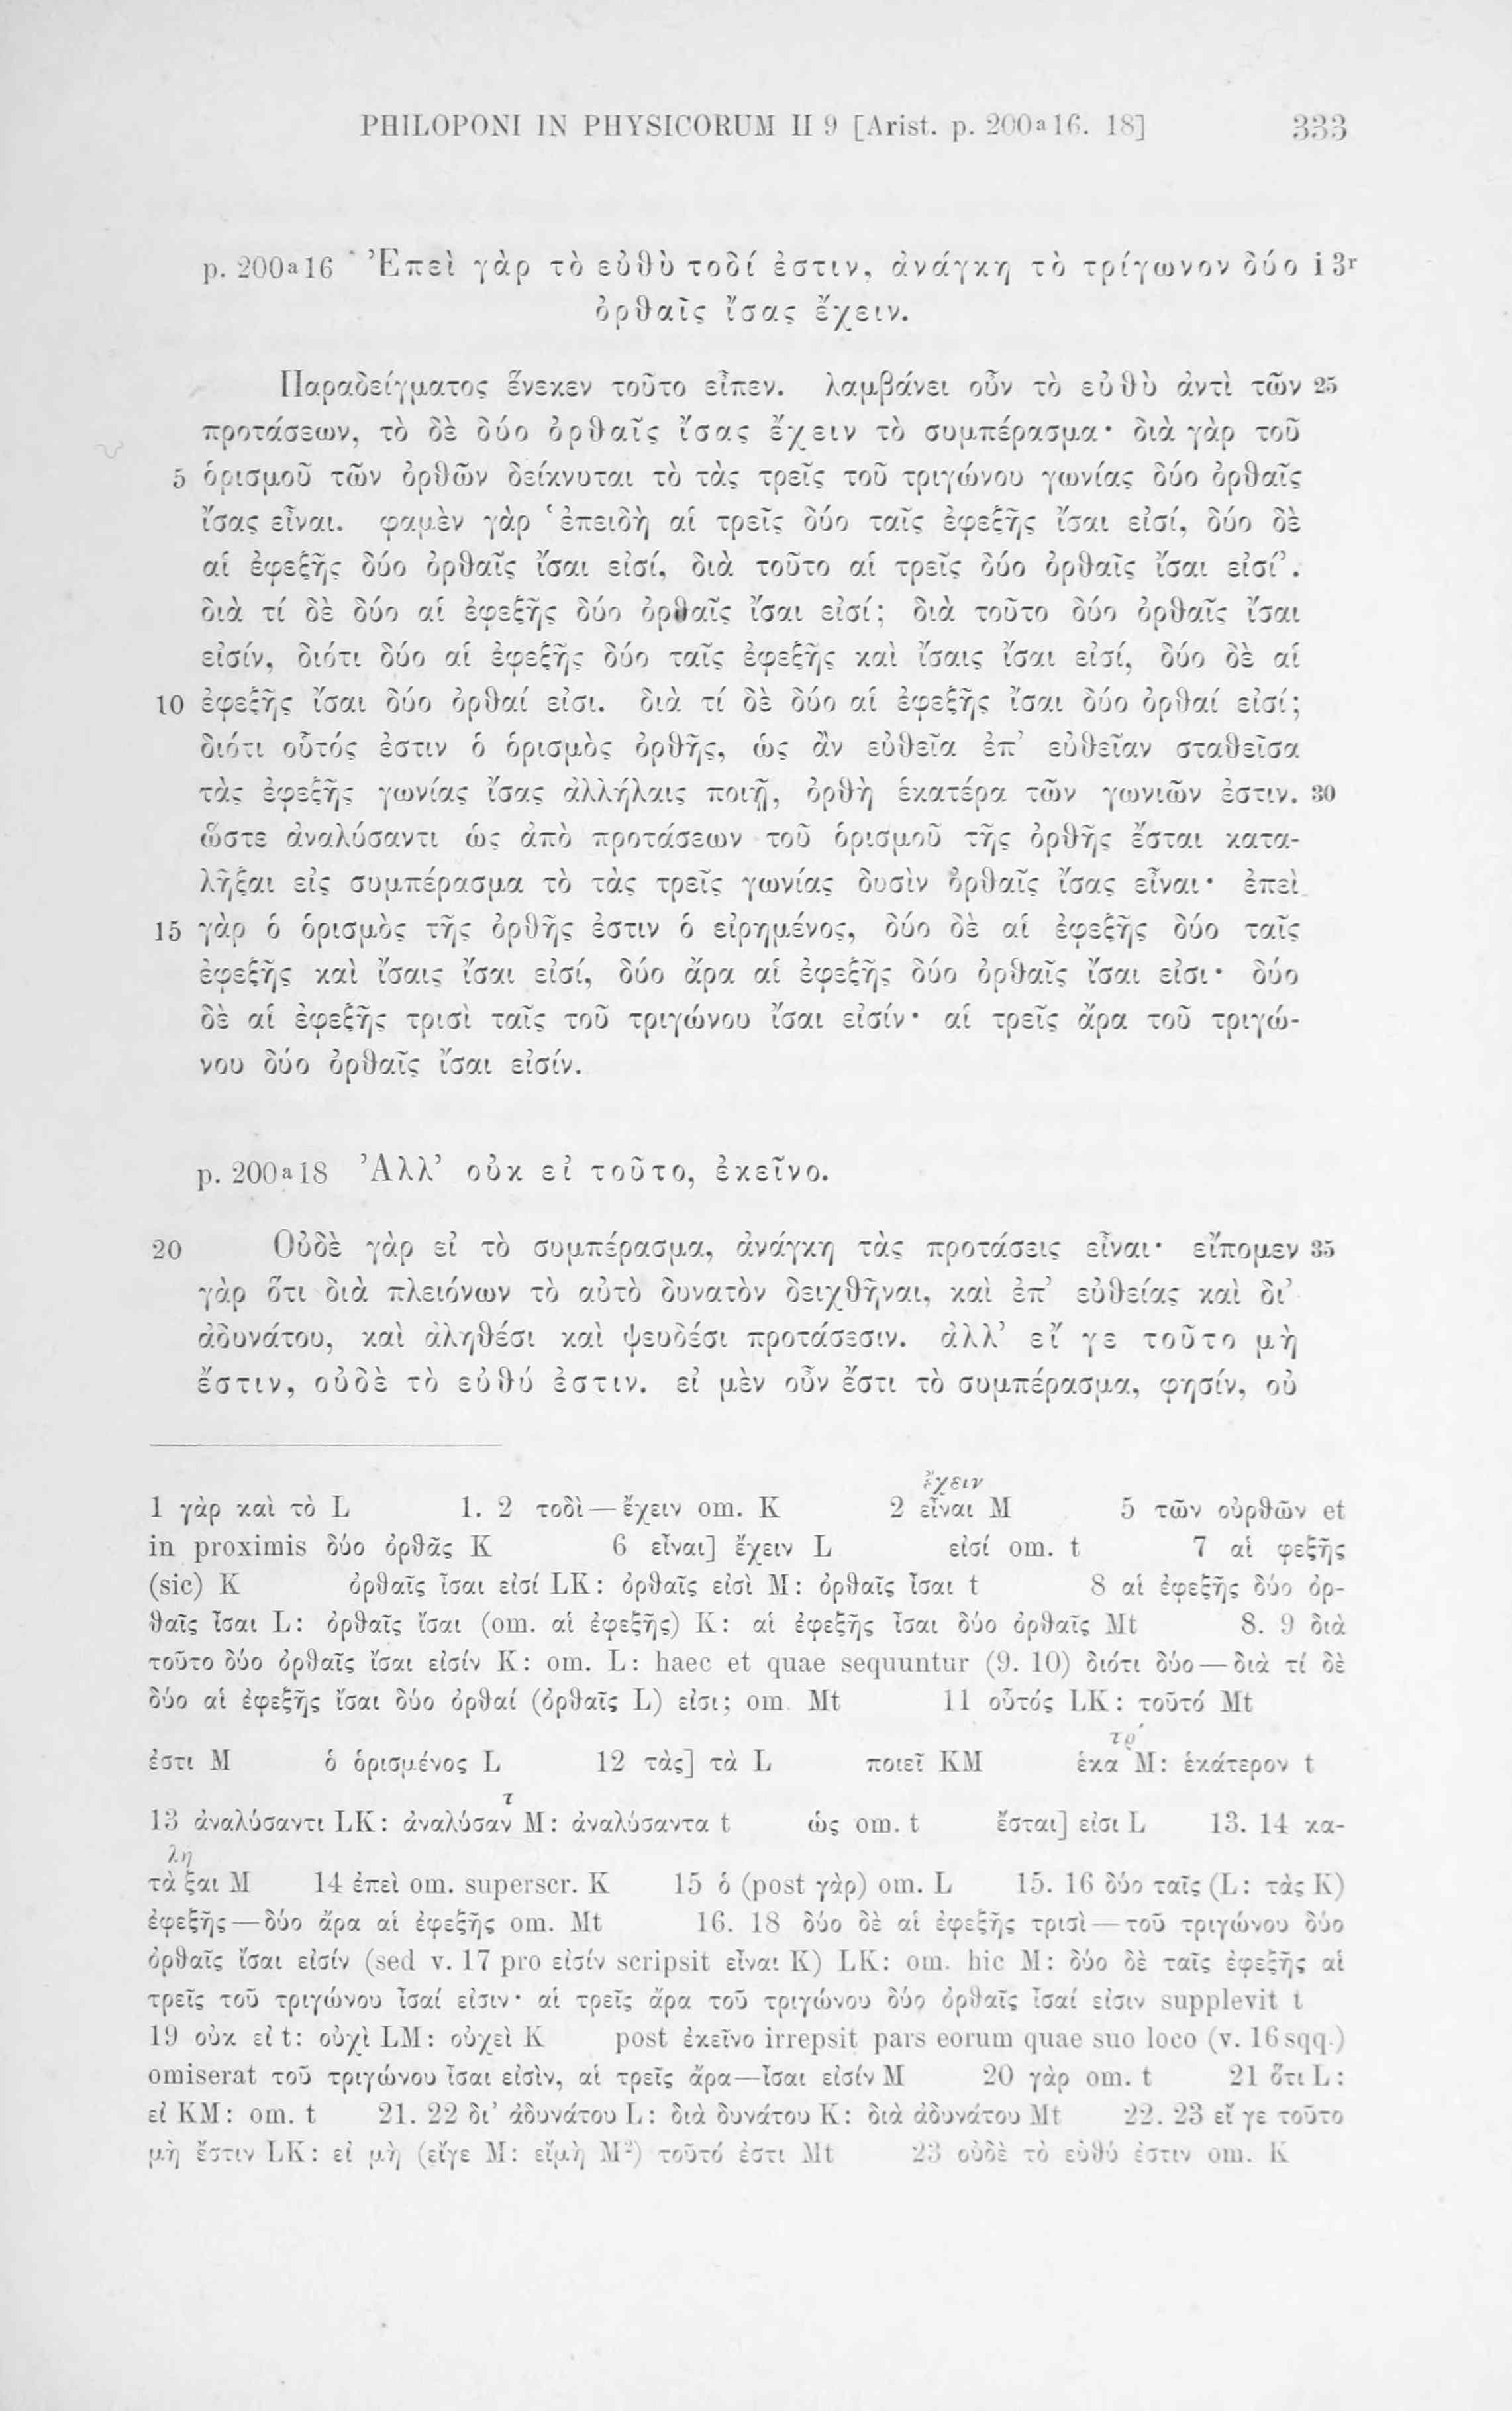 PHILOPONI IN PHYSICORUM II 9 [Arist. p. 200a16. 18] 333
p. 200a16 Ἐπεὶ γὰρ τὸ εὐθὺ τοδί ἐστιν, ἀνάγκη τὸ τρίγωνον δύο i 3r
ὀρθαῖς ἴσας ἔχειν.
Παραδείγματος ἕνεκεν τοῦτο εἶπεν. λαμβάνει οὖν τὸ εὐθὺ ἀντὶ τῶν 25
προτάσεων, τὸ δὲ δύο ὀρθαῖς ἴσας ἔχειν τὸ συμπέρασμα· διὰ γὰρ τοῦ
5 ὁρισμοῦ τῶν ὀρθῶν δείκνυται τὸ τὰς τρεῖς τοῦ τριγώνου γωνίας δύο ὀρθαῖς
ἴσας εἶναι. φαμὲν γὰρ ‘ἐπειδὴ αἱ τρεῖς δύο ταῖς ἐφεξῆς ἴσαι εἰσί, δύο δὲ
αἱ ἐφεξῆς δύο ὀρθαῖς ἴσαι εἰσί, διὰ τοῦτο αἱ τρεῖς δύο ὀρθαῖς ἴσαι εἰσί’.
διὰ τί δὲ δύο αἱ ἐφεξῆς δύο ὀρθαῖς ἴσαι εἰσί; διὰ τοῦτο δύο ὀρθαῖς ἴσαι
εἰσίν, διότι δύο αἱ ἐφεξῆς δύο ταῖς ἐφεξῆς καὶ ἴσαις ἴσαι εἰσί, δύο δὲ αἱ
10 ἐφεξῆς ἴσαι δύο ὀρθαί εἰσι. διὰ τί δὲ δύο αἱ ἐφεξῆς ἴσαι δύο ὀρθαί εἰσί;
διότι οὗτός ἐστιν ὁ ὁρισμὸς ὀρθῆς, ὡς ἂν εὐθεῖα ἐπ’ εὐθεῖαν σταθεῖσα
τὰς ἐφεξῆς γωνίας ἴσας ἀλλήλαις ποιῇ, ὀρθὴ ἑκατέρα τῶν γωνιῶν ἐστιν. 30
ὥστε ἀναλύσαντι ὡς ἀπὸ προτάσεων τοῦ ὁρισμοῦ τῆς ὀρθῆς ἔσται κατα-
λῆξαι εἰς συμπέρασμα τὸ τὰς τρεῖς γωνίας δυσὶν ὀρθαῖς ἴσας εἶναι· ἐπεὶ
15 γὰρ ὁ ὁρισμὸς τῆς ὀρθῆς ἐστιν ὁ εἰρημένος, δύο δὲ αἱ ἐφεξῆς δύο ταῖς
ἐφεξῆς καὶ ἴσαις ἴσαι εἰσί, δύο ἄρα αἱ ἐφεξῆς δύο ὀρθαῖς ἴσαι εἰσι· δύο
δὲ αἱ ἐφεξῆς τρισὶ ταῖς τοῦ τριγώνου ἴσαι εἰσίν· αἱ τρεῖς ἄρα τοῦ τριγώ-
νου δύο ὀρθαῖς ἴσαι εἰσίν.
p. 200a18 Ἀλλ’ οὐκ εἰ τοῦτο, ἐκεῖνο.
20 Οὐδὲ γὰρ εἰ τὸ συμπέρασμα, ἀνάγκη τὰς προτάσεις εἶναι· εἴπομεν 35
γὰρ ὅτι διὰ πλειόνων τὸ αὐτὸ δυνατὸν δειχθῆναι, καὶ ἐπ’ εὐθείας καὶ δι’
ἀδυνάτου, καὶ ἀληθέσι καὶ ψευδέσι προτάσεσιν. ἀλλ’ εἴ γε τοῦτο μὴ
ἔστιν, οὐδὲ τὸ εὐθύ ἐστιν. εἰ μὲν οὖν ἔστι τὸ συμπέρασμα, φησίν, οὐ
ἔχειν
1 γὰρ καὶ τὸ L 1. 2 τοδὶ—ἔχειν om. K 2 εἶναι M 5 τῶν οὐρθῶν et
in proximis δύο ὀρθᾶς K 6 εἶναι] ἔχειν L εἰσί om. t 7 αἱ φεξῆς
(sic) K ὀρθαῖς ἴσαι εἰσί LK: ὀρθαῖς εἰσὶ M: ὀρθαῖς ἴσαι t 8 αἱ ἐφεξῆς δύο ὀρ-
θαῖς ἴσαι L: ὀρθαῖς ἴσαι (om. αἱ ἐφεξῆς) K: αἱ ἐφεξῆς ἴσαι δύο ὀρθαῖς Mt 8. 9 διὰ
τοῦτο δύο ὀρθαῖς ἴσαι εἰσίν K: om. L: haec et quae sequuntur (9. 10) διότι δύο—διὰ τί δὲ
δύο αἱ ἐφεξῆς ἴσαι δύο ὀρθαί (ὀρθαῖς L) εἰσι; om. Mt 11 οὗτός LK: τοῦτό Mt
τρ´
ἐστι M ὁ ὁρισμένος L 12 τὰς] τὰ L ποιεῖ KM ἑκα M: ἑκάτερον t
τ
13 ἀναλύσαντι LK: ἀναλύσαν M: ἀναλύσαντα t ὡς om. t ἔσται] εἰσι L 13. 14 κα-
λη
τὰ ξαι M 14 ἐπεὶ om. superscr. K 15 ὁ (post γὰρ) om. L 15. 16 δύο ταῖς (L: τὰς K)
ἐφεξῆς—δύο ἄρα αἱ ἐφεξῆς om. Mt 16. 18 δύο δὲ αἱ ἐφεξῆς τρισὶ—τοῦ τριγώνου δύο
ὀρθαῖς ἴσαι εἰσίν (sed v. 17 pro εἰσίν scripsit εἶναι K) LK: om. hic M: δύο δὲ ταῖς ἐφεξῆς αἱ
τρεῖς τοῦ τριγώνου ἴσαί εἰσιν· αἱ τρεῖς ἄρα τοῦ τριγώνου δύο ὀρθαῖς ἴσαί εἰσιν supplevit t
19 οὐκ εἰ t: οὐχὶ LM: οὐχεὶ K post ἐκεῖνο irrepsit pars eorum quae suo loco (v. 16 sqq.)
omiserat τοῦ τριγώνου ἴσαι εἰσὶν, αἱ τρεῖς ἄρα—ἴσαι εἰσίν M 20 γὰρ om. t 21 ὅτι L:
εἰ KM: om. t 21. 22 δι’ ἀδυνάτου L: διὰ δυνάτου K: διὰ ἀδυνάτου Mt 22. 23 εἴ γε τοῦτο
μὴ ἔστιν LK: εἰ μὴ (εἴγε M: εἴμὴ M²) τοῦτό ἐστι Mt 23 οὐδὲ τὸ εὐθύ ἐστιν om. K